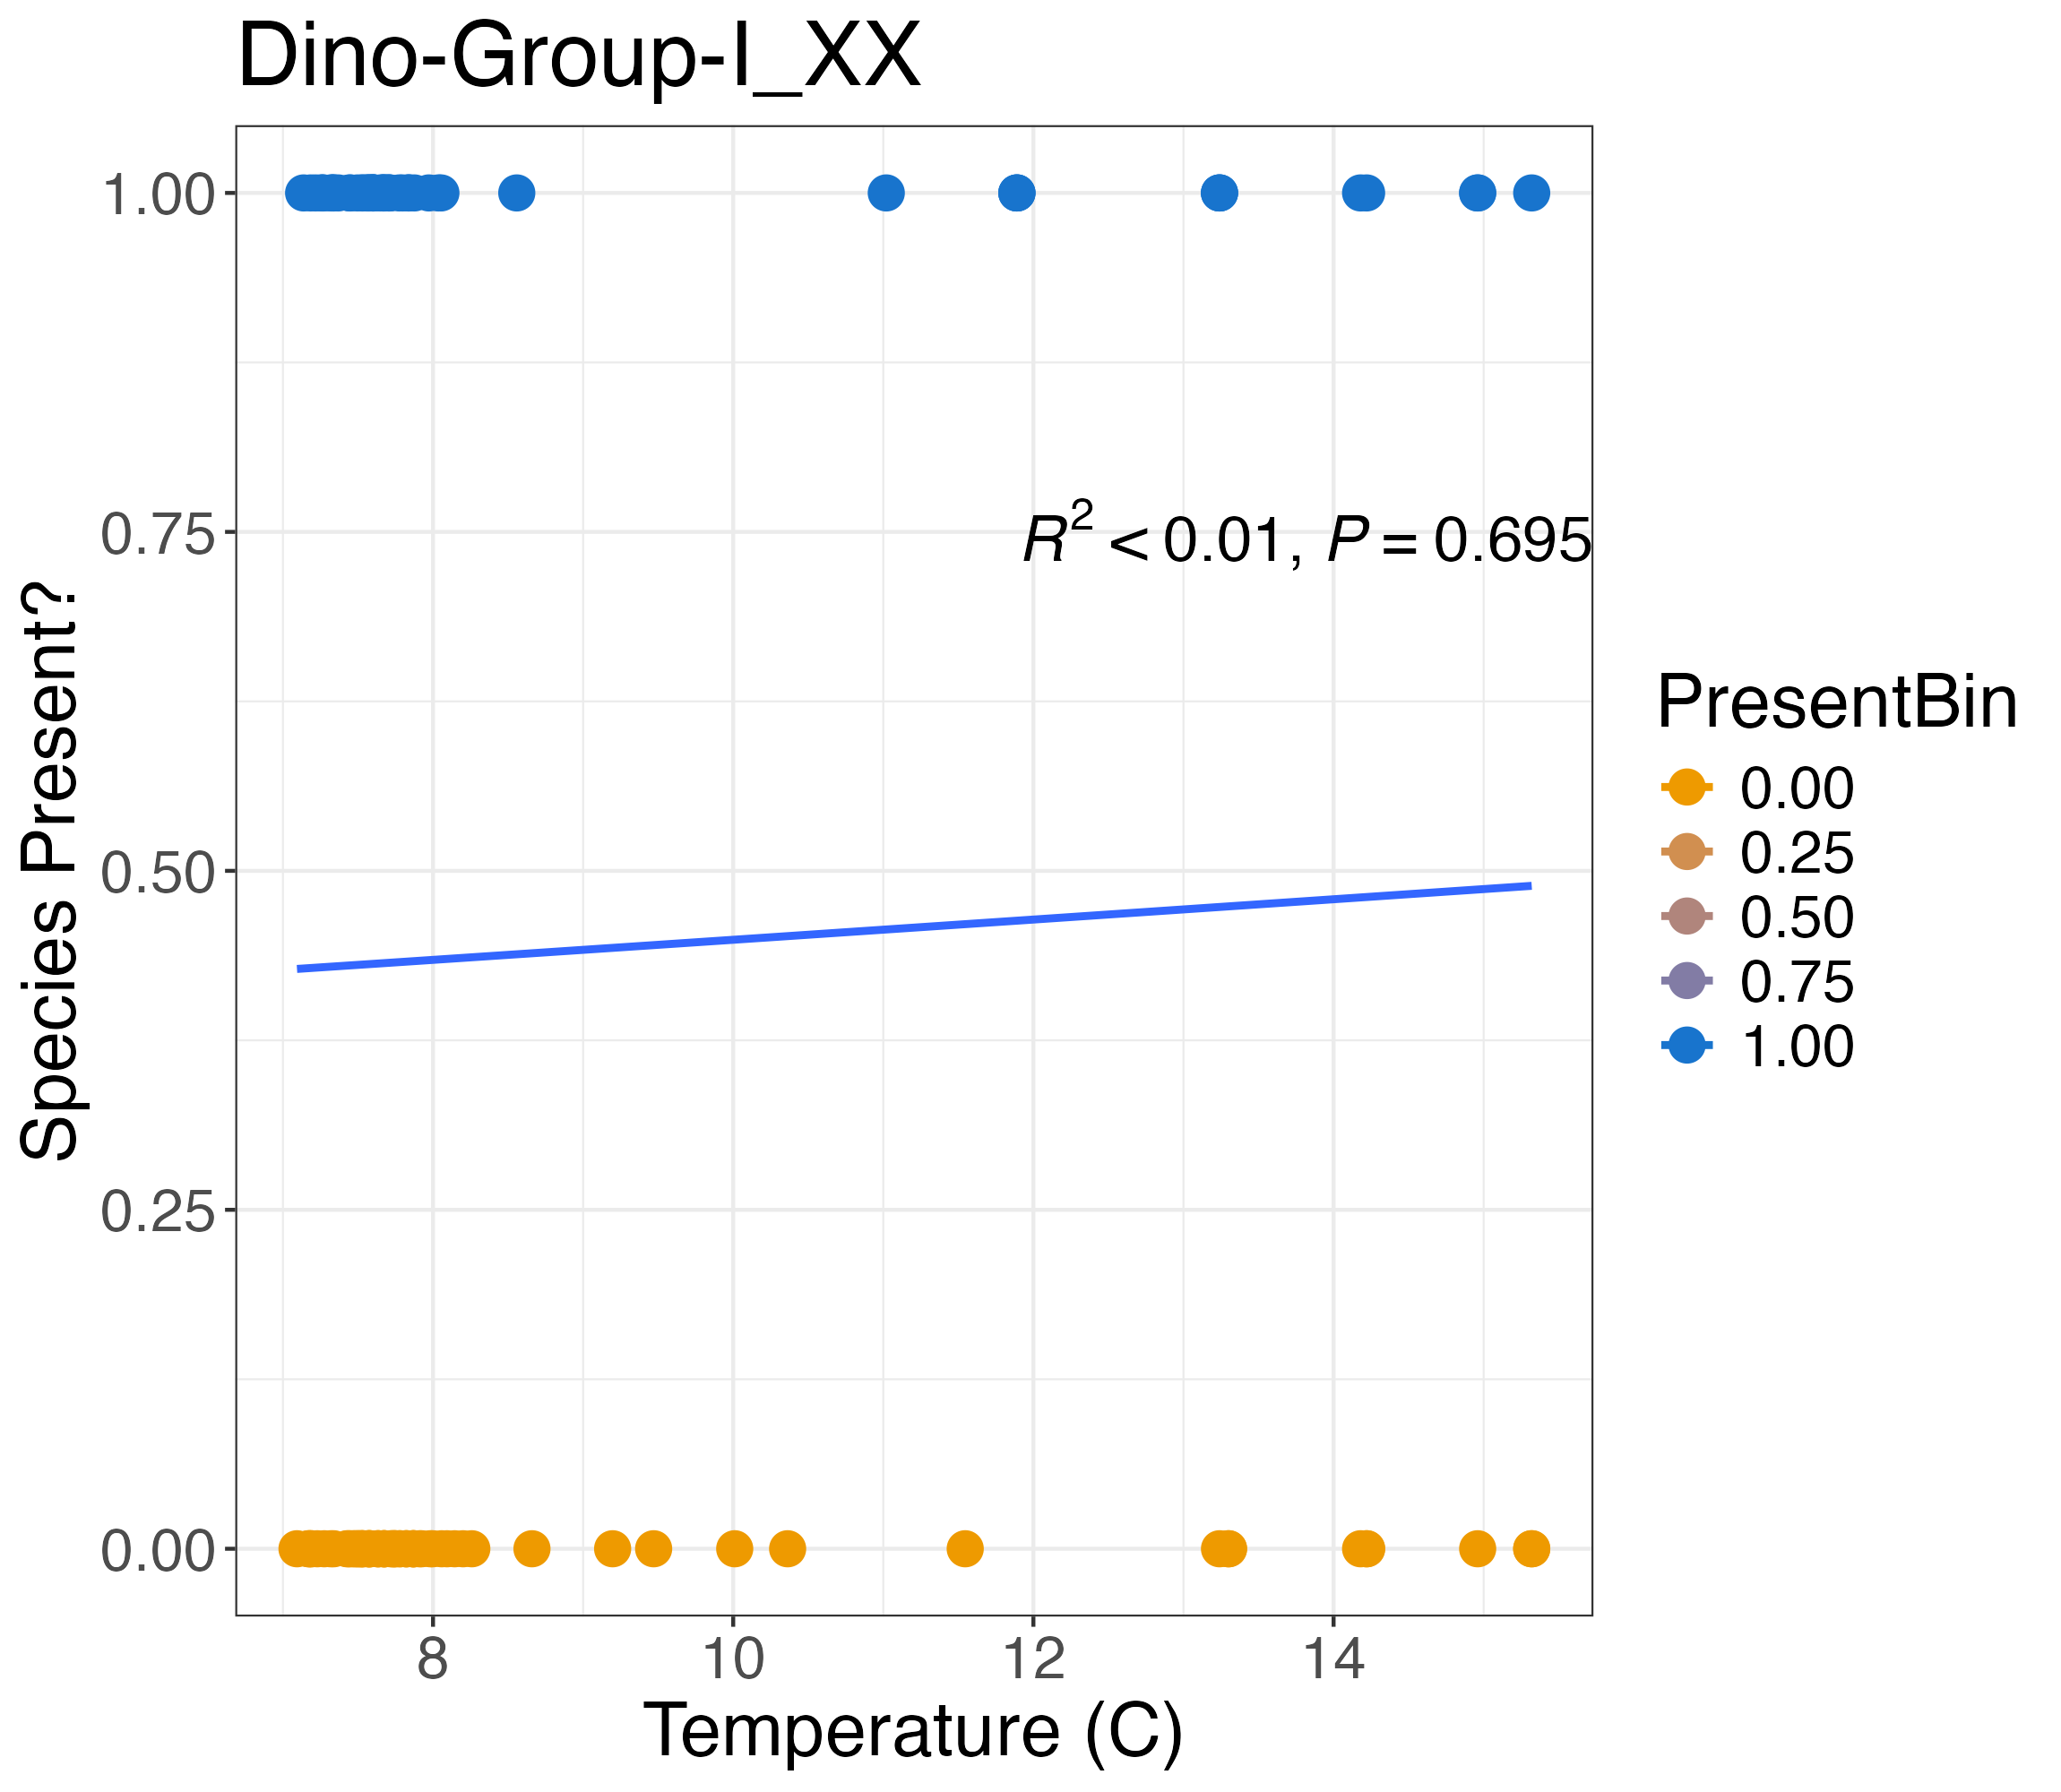 Dino-Group-I_XX
1.00
0.75
0.50
0.25
0.00
Species Present?
R² < 0.01, P = 0.695
8 10 12 14
Temperature (C)
PresentBin
0.00
0.25
0.50
0.75
1.00